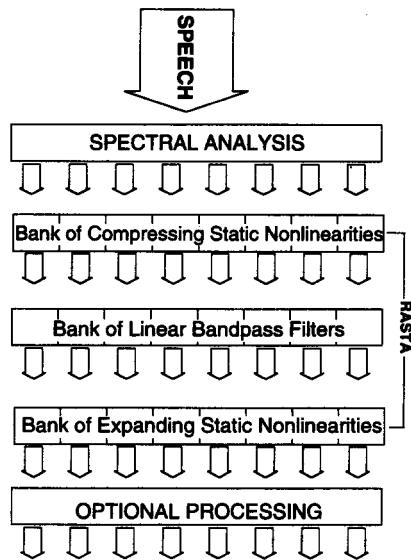 SPEECH
SPECTRAL ANALYSIS
Bank of Compressing Static Nonlinearities
Bank of Linear Bandpass Filters
RASTA
Bank of Expanding Static Nonlinearities
OPTIONAL PROCESSING